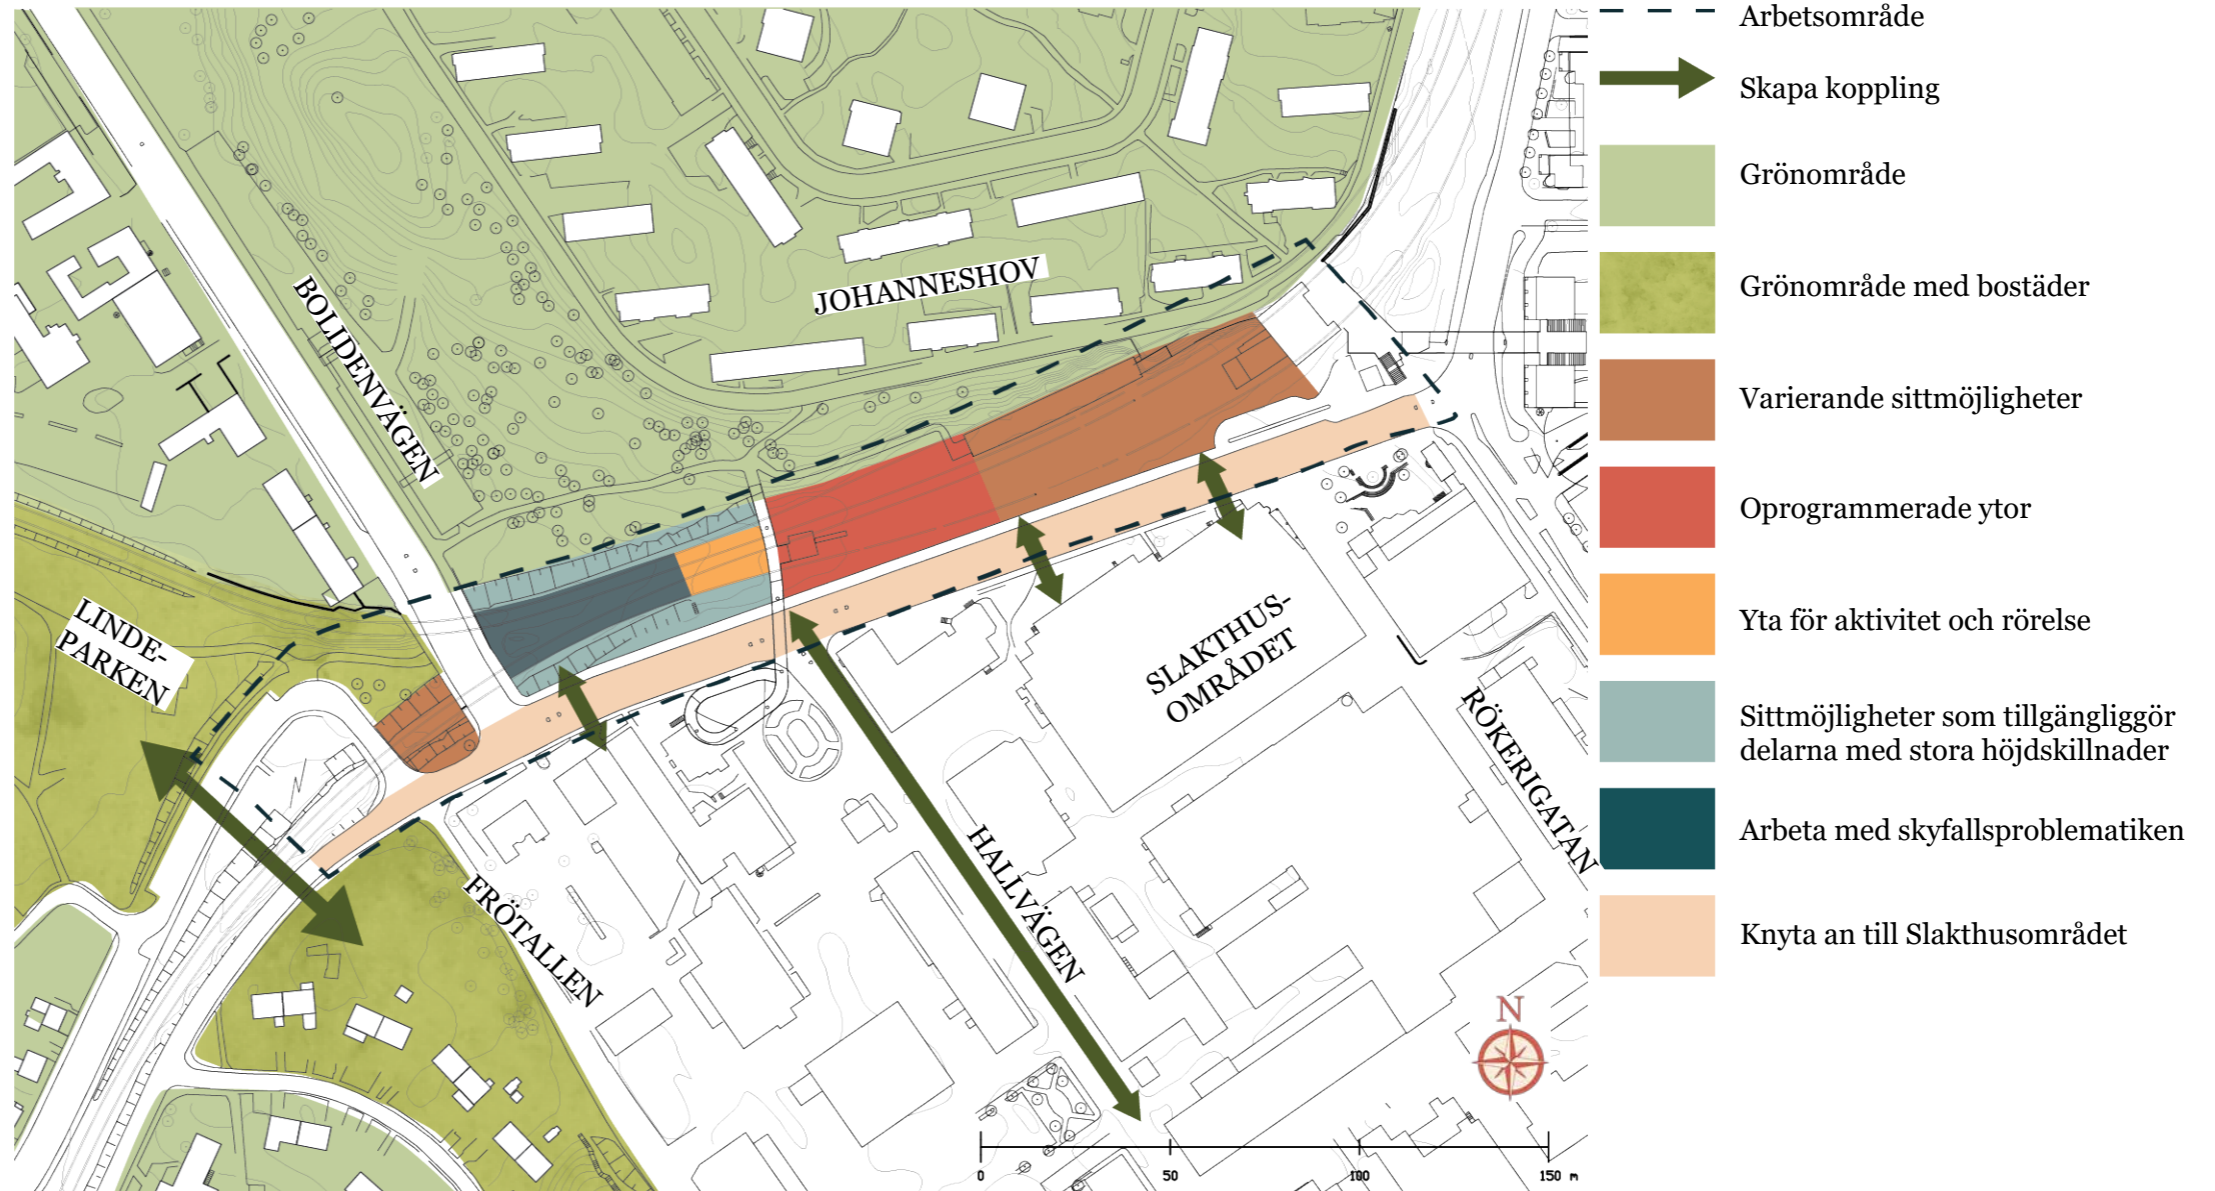 BOLIDENVÄGEN
JOHANNESHOV
LINDE-
PARKEN
SLAKTHUS-
OMRÅDET
RÖKERIGATAN
HALLVÄGEN
FRÖTALLEN
N
0 50 100 150 m
Arbetsområde
Skapa koppling
Grönområde
Grönområde med bostäder
Varierande sittmöjligheter
Oprogrammerade ytor
Yta för aktivitet och rörelse
Sittmöjligheter som tillgängliggör
delarna med stora höjdskillnader
Arbeta med skyfallsproblematiken
Knyta an till Slakthusområdet